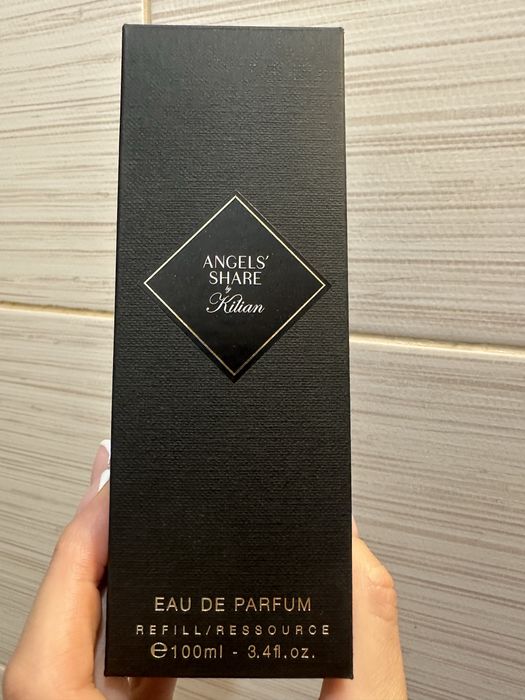 ANGELS'
SHARE
by
Kilian
EAU DE PARFUM
REFILL/RESSOURCE
℮100ml - 3.4fl.oz.